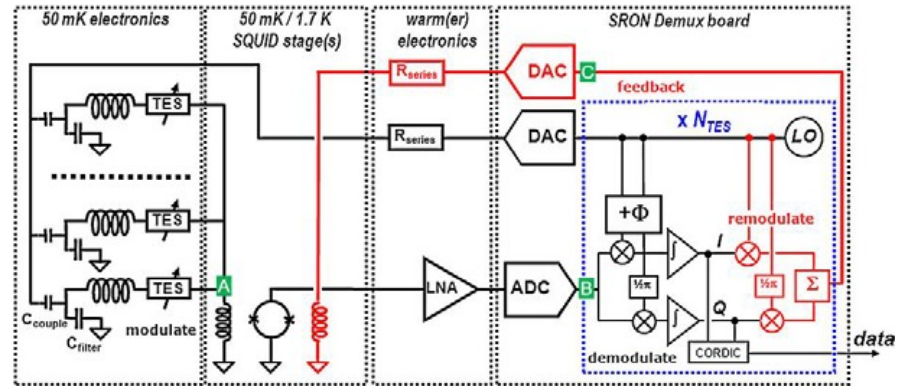 50 mK electronics
50 mK / 1.7 K
SQUID stage(s)
warm(er)
electronics
SRON Demux board
Rseries
DAC
C
feedback
TES
Rseries
DAC
x NTES
LO
+Φ
remodulate
TES
∫
I
A
LNA
ADC
B
½π
½π
Σ
TES
Ccouple
modulate
Cfilter
∫
Q
demodulate
CORDIC
data